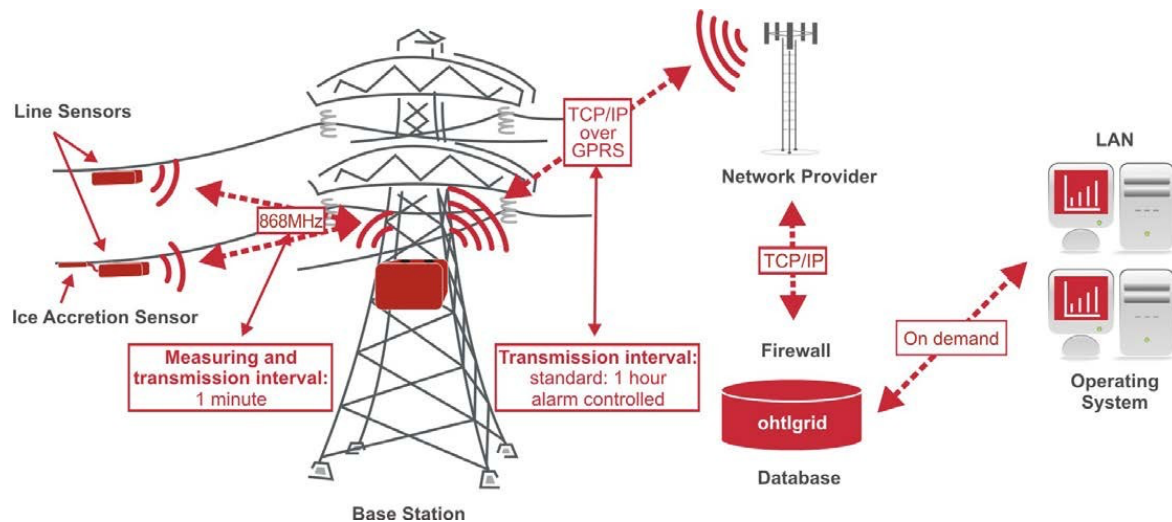 Line Sensors
868MHz
Ice Accretion Sensor
Measuring and
transmission interval:
1 minute
TCP/IP
over
GPRS
Transmission interval:
standard: 1 hour
alarm controlled
Base Station
Network Provider
TCP/IP
Firewall
ohtlgrid
Database
On demand
LAN
Operating
System